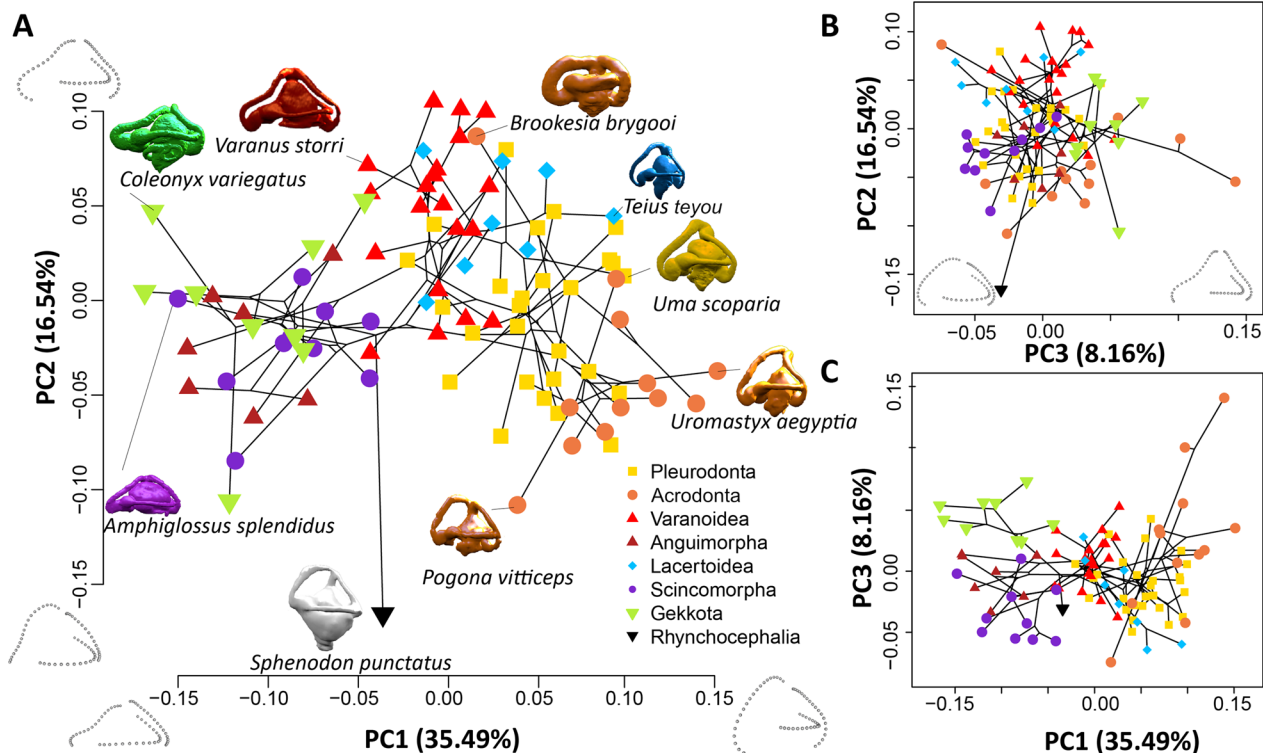 A
Coleonyx variegatus
Varanus storri
Brookesia brygooi
Teius teyou
Uma scoparia
Uromastyx aegyptia
Pogona vitticeps
Amphiglossus splendidus
Sphenodon punctatus
PC2 (16.54%)
0.10
0.05
0.00
−0.05
−0.10
−0.15
−0.15
−0.10
−0.05
0.00
0.05
0.10
0.15
PC1 (35.49%)
Pleurodonta
Acrodonta
Varanoidea
Anguimorpha
Lacertoidea
Scincomorpha
Gekkota
Rhynchocephalia
B
PC2 (16.54%)
0.10
0.00
−0.15
−0.05
0.00
0.15
PC3 (8.16%)
C
PC3 (8.16%)
0.15
0.00
−0.05
−0.15
−0.05
0.00
0.15
PC1 (35.49%)